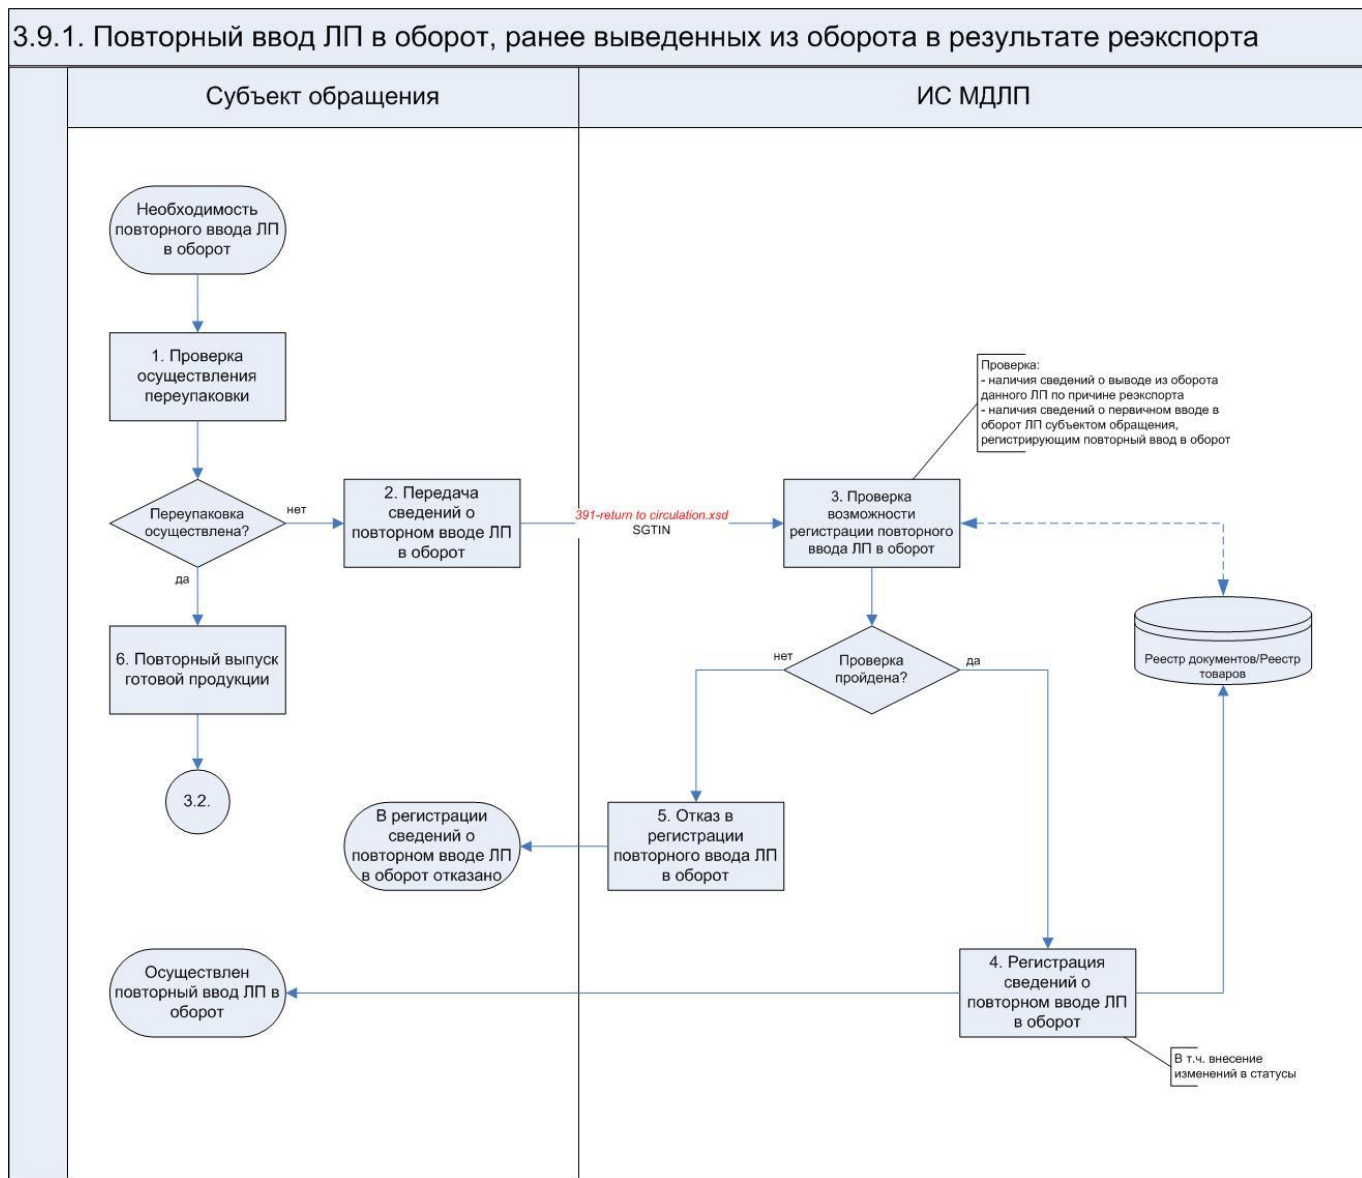 3.9.1. Повторный ввод ЛП в оборот, ранее выведенных из оборота в результате реэкспорта
Субъект обращения
ИС МДЛП
Необходимость
повторного ввода ЛП
в оборот
1. Проверка
осуществления
переупаковки
Проверка:
- наличия сведений о выводе из оборота
данного ЛП по причине реэкспорта
- наличия сведений о первичном вводе в
оборот ЛП субъектом обращения,
регистрирующим повторный ввод в оборот
Переупаковка
осуществлена?
нет
да
2. Передача
сведений о
повторном вводе ЛП
в оборот
391-return to circulation.xsd
SGTIN
3. Проверка
возможности
регистрации повторного
ввода ЛП в оборот
6. Повторный выпуск
готовой продукции
Проверка
пройдена?
нет
да
Реестр документов/Реестр
товаров
3.2.
В регистрации
сведений о
повторном вводе ЛП
в оборот отказано
5. Отказ в
регистрации
повторного ввода ЛП
в оборот
Осуществлен
повторный ввод ЛП в
оборот
4. Регистрация
сведений о
повторном вводе ЛП
в оборот
В т.ч. внесение
изменений в статусы